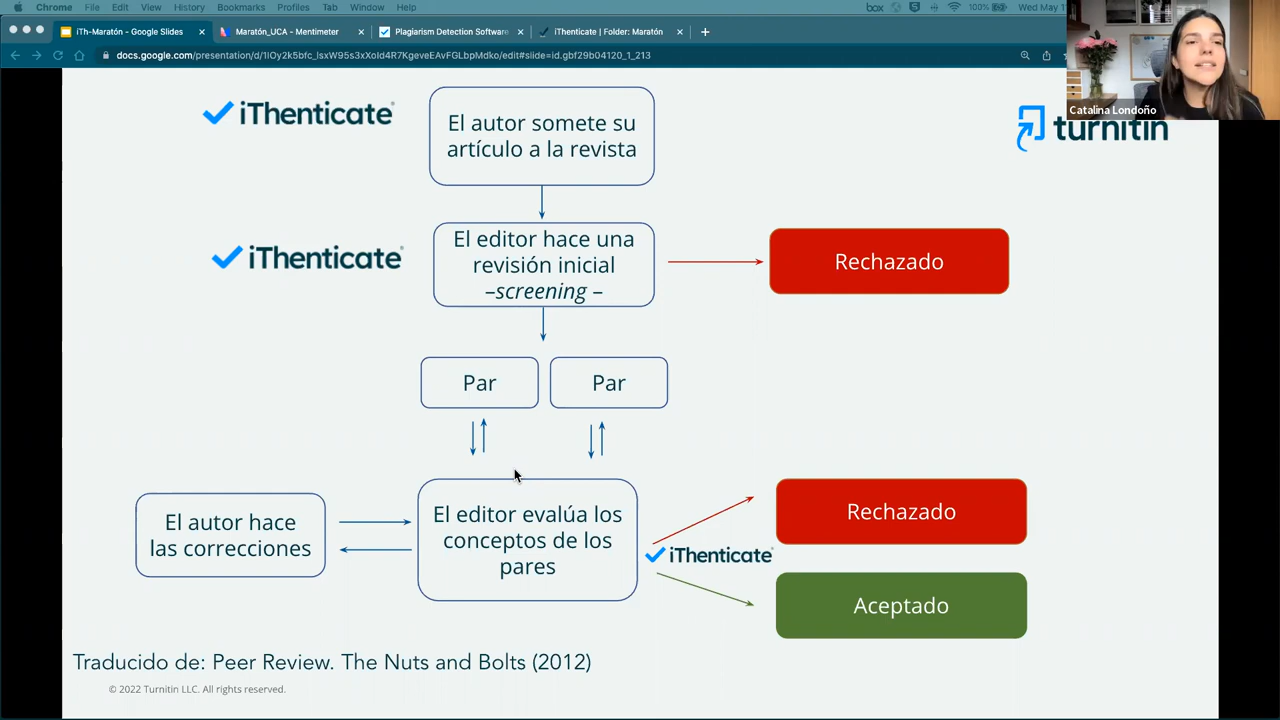 Chrome File Edit View History Bookmarks Profiles Tab Window Help
box 100% Wed May 1
iTh-Maratón - Google Slides
Maratón_UCA - Mentimeter
Plagiarism Detection Software
iThenticate | Folder: Maratón
docs.google.com/presentation/d/1lOy2k5bfc_lsxW95s3xXoId4R7KgeveEAvFGLbpMdko/edit#slide=id.gbf29b04120_1_213
Catalina Londoño
iThenticate®
El autor somete su
artículo a la revista
turnitin
iThenticate®
El editor hace una
revisión inicial
–screening –
Rechazado
Par
Par
El autor hace
las correcciones
El editor evalúa los
conceptos de los
pares
iThenticate®
Rechazado
Aceptado
Traducido de: Peer Review. The Nuts and Bolts (2012)
© 2022 Turnitin LLC. All rights reserved.